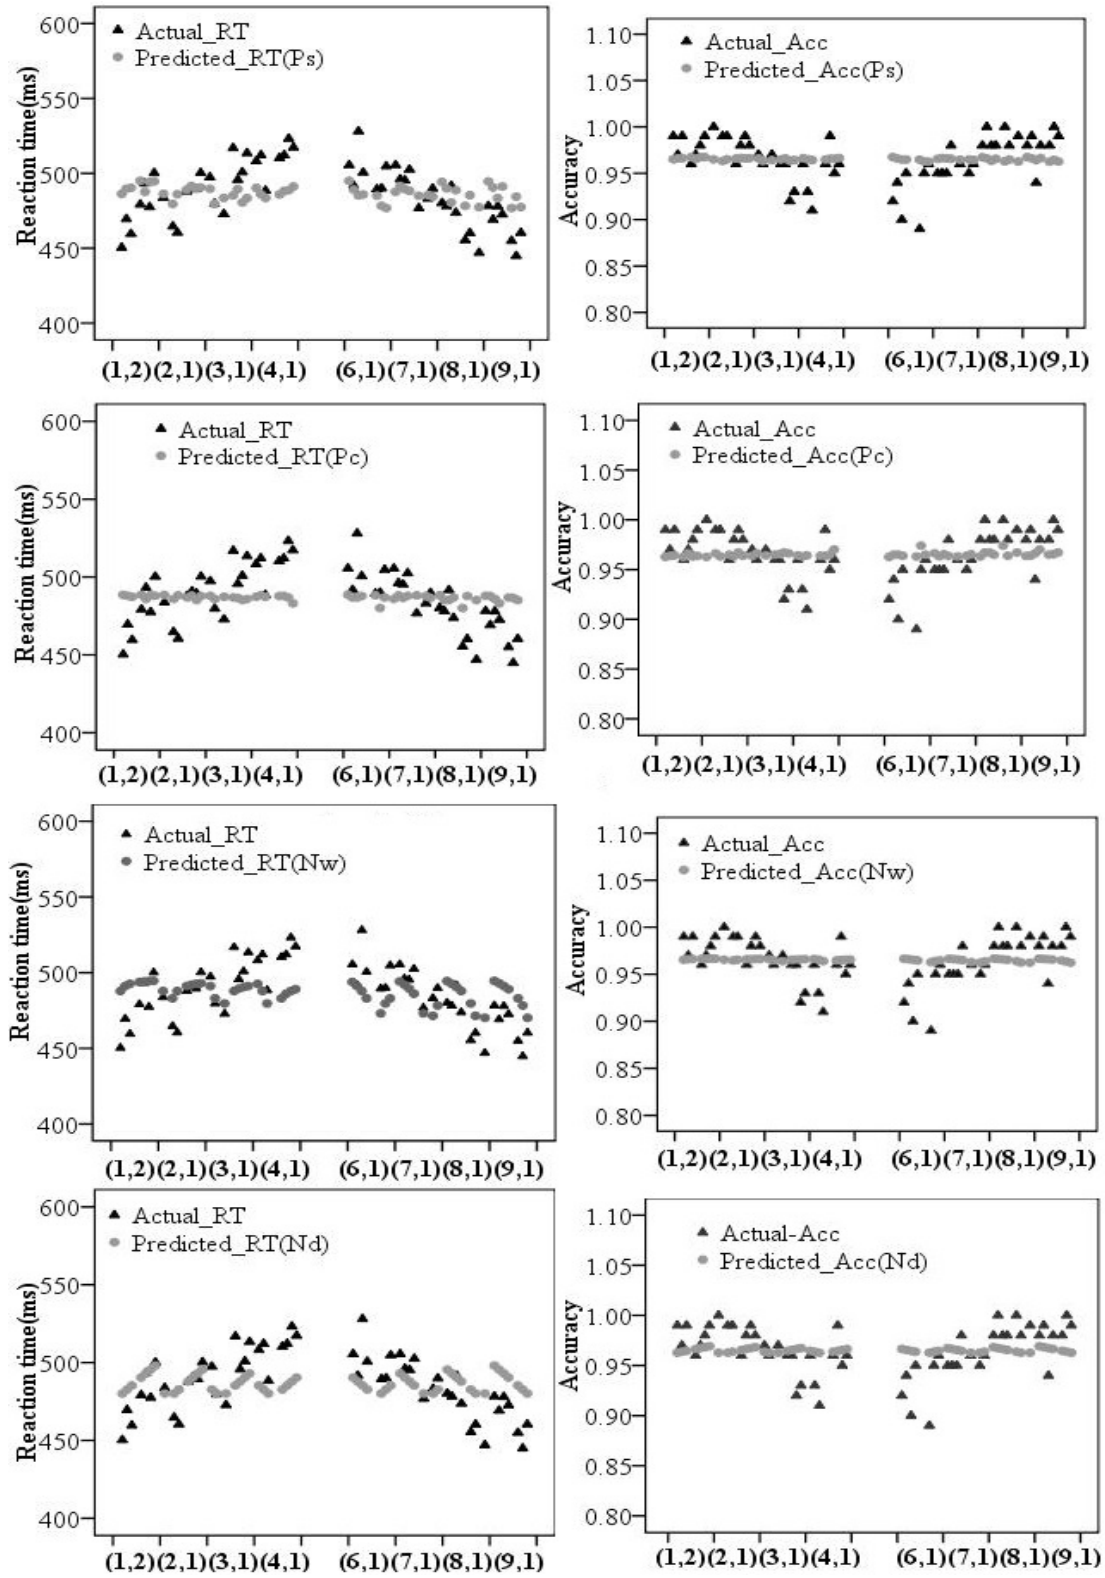 600
Actual_RT
Predicted_RT(Ps)
550
500
450
400
Reaction time(ms)
(1,2)(2,1)(3,1)(4,1) (6,1)(7,1)(8,1)(9,1)
1.10
Actual_Acc
Predicted_Acc(Ps)
1.05
1.00
0.95
0.90
0.85
0.80
Accuracy
(1,2)(2,1)(3,1)(4,1) (6,1)(7,1)(8,1)(9,1)
600
Actual_RT
Predicted_RT(Pc)
550
500
450
400
Reaction time(ms)
(1,2)(2,1)(3,1)(4,1) (6,1)(7,1)(8,1)(9,1)
1.10
Actual_Acc
Predicted_Acc(Pc)
1.05
1.00
0.95
0.90
0.85
0.80
Accuracy
(1,2)(2,1)(3,1)(4,1) (6,1)(7,1)(8,1)(9,1)
600
Actual_RT
Predicted_RT(Nw)
550
500
450
400
Reaction time(ms)
(1,2)(2,1)(3,1)(4,1) (6,1)(7,1)(8,1)(9,1)
1.10
Actual_Acc
Predicted_Acc(Nw)
1.05
1.00
0.95
0.90
0.85
0.80
Accuracy
(1,2)(2,1)(3,1)(4,1) (6,1)(7,1)(8,1)(9,1)
600
Actual_RT
Predicted_RT(Nd)
550
500
450
400
Reaction time(ms)
(1,2)(2,1)(3,1)(4,1) (6,1)(7,1)(8,1)(9,1)
1.10
Actual-Acc
Predicted_Acc(Nd)
1.05
1.00
0.95
0.90
0.85
0.80
Accuracy
(1,2)(2,1)(3,1)(4,1) (6,1)(7,1)(8,1)(9,1)